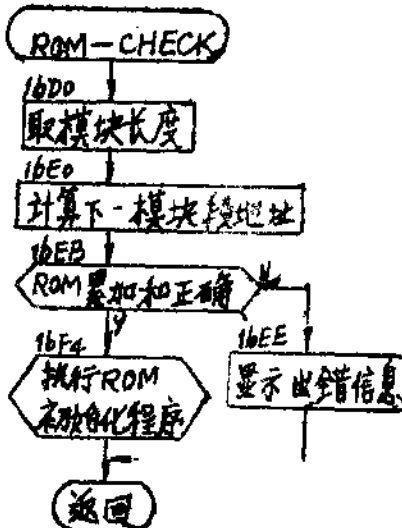 ROM-CHECK
16D0
取模块长度
16E0
计算下一模块段地址
16EB
ROM累加和正确
N
Y
16F4
执行ROM
初始化程序
16EE
显示出错信息
返回